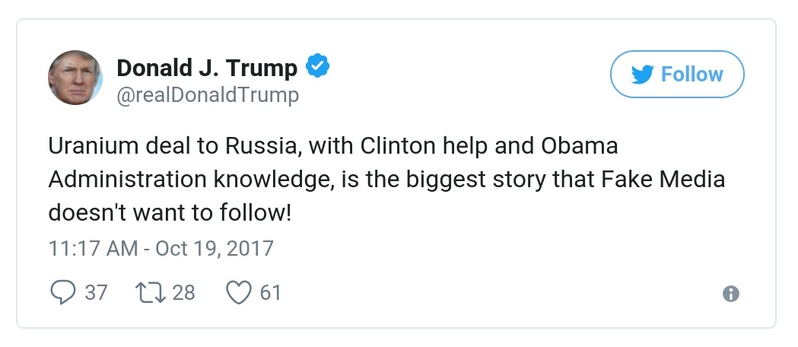 Donald J. Trump
Follow
@realDonaldTrump
Uranium deal to Russia, with Clinton help and Obama
Administration knowledge, is the biggest story that Fake Media
doesn't want to follow!
11:17 AM - Oct 19, 2017
37 28 61